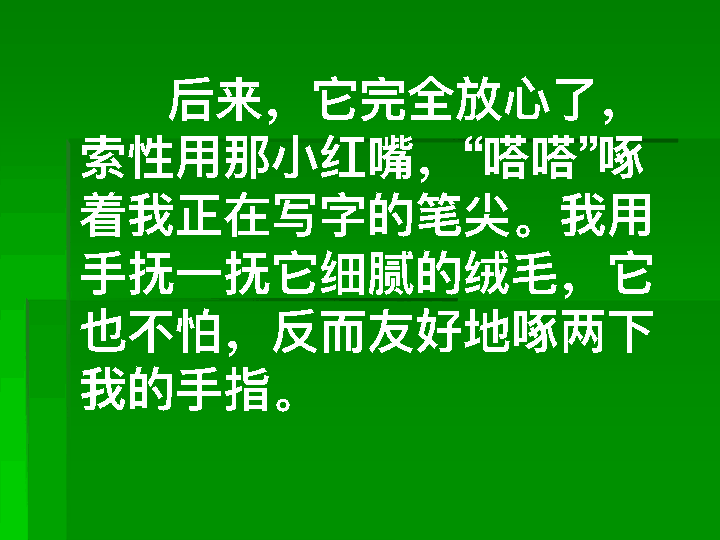 后来，它完全放心了，
索性用那小红嘴，“嗒嗒”啄
着我正在写字的笔尖。我用
手抚一抚它细腻的绒毛，它
也不怕，反而友好地啄两下
我的手指。